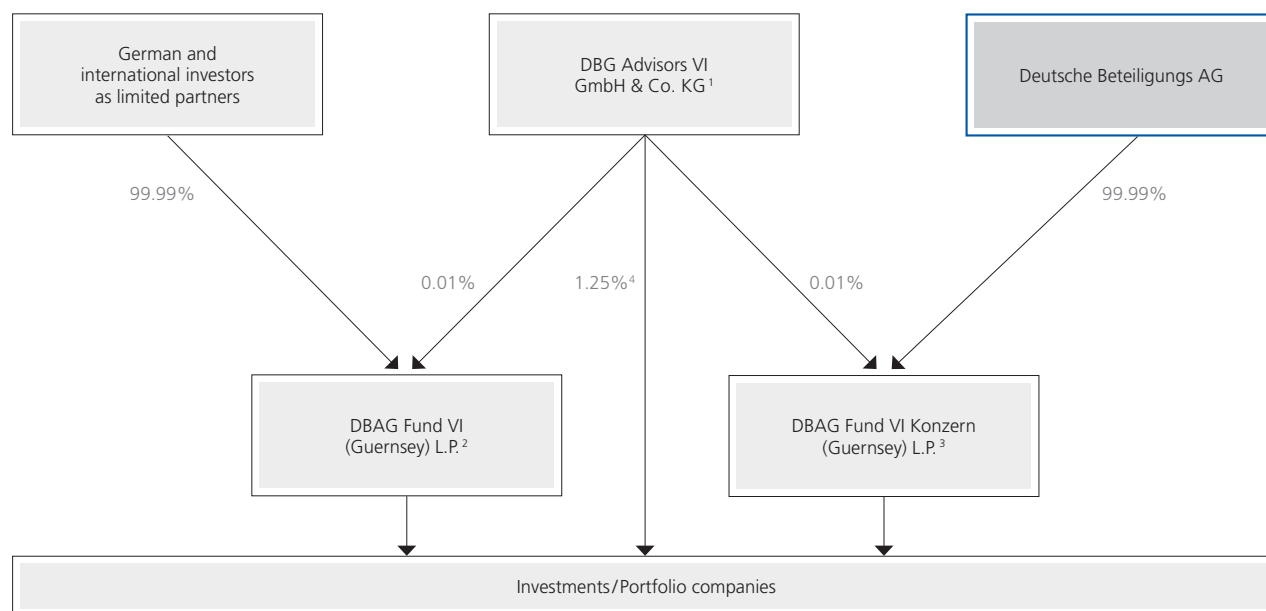 German and
international investors
as limited partners
DBG Advisors VI
GmbH & Co. KG 1
Deutsche Beteiligungs AG
99.99%
99.99%
0.01%
1.25%4
0.01%
DBAG Fund VI
(Guernsey) L.P. 2
DBAG Fund VI Konzern
(Guernsey) L.P. 3
Investments/Portfolio companies